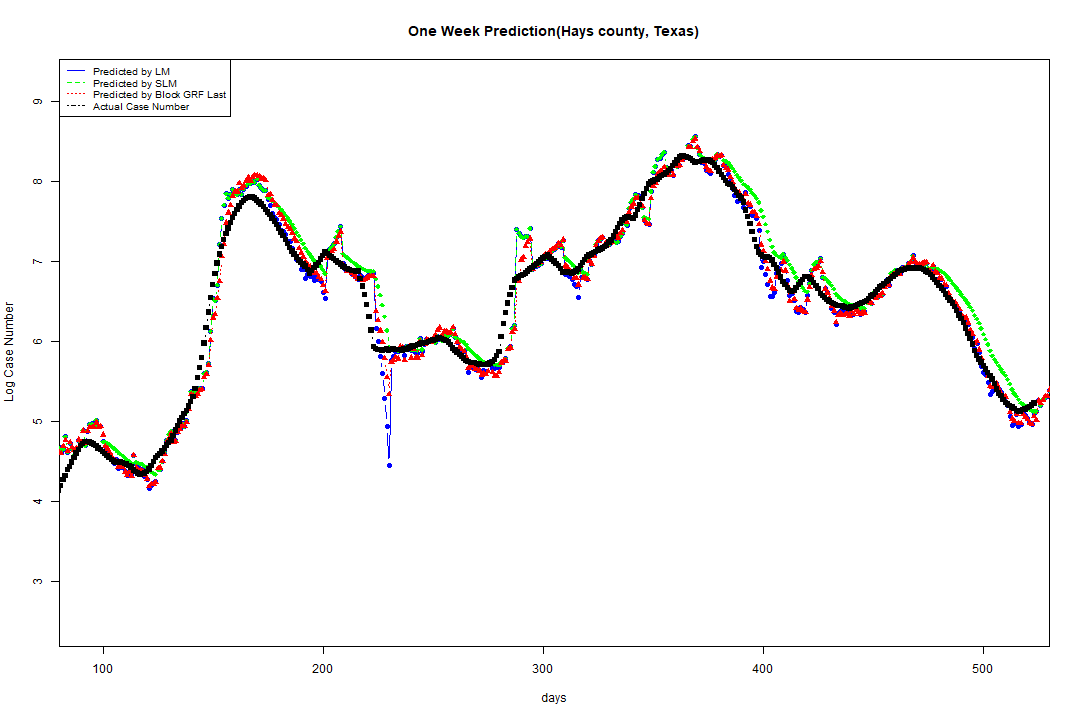 One Week Prediction(Hays county, Texas)
Predicted by LM
Predicted by SLM
Predicted by Block GRF Last
Actual Case Number
9
8
7
6
5
4
3
Log Case Number
100 200 300 400 500
days